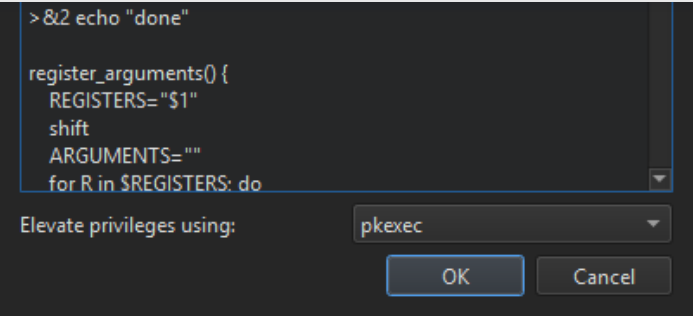 >&2 echo "done"
register_arguments() {
REGISTERS="$1"
shift
ARGUMENTS=""
for R in $REGISTERS; do
Elevate privileges using:
pkexec
OK
Cancel